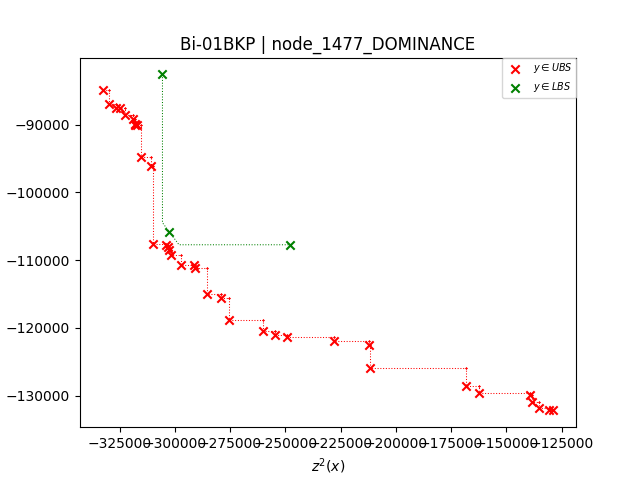 Bi-01BKP | node_1477_DOMINANCE
y ∈ UBS
y ∈ LBS
−90000
−100000
−110000
−120000
−130000
−325000 −300000 −275000 −250000 −225000 −200000 −175000 −150000 −125000
z²(x)